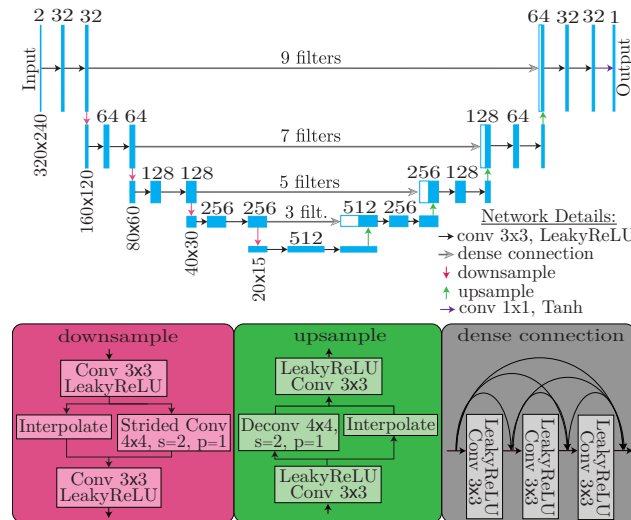 2 32 32
64 32 32 1
Input
Output
320x240
9 filters
64 64
128 64
160x120
7 filters
128 128
256 128
80x60
5 filters
256 256
3 filt.
512 256
40x30
512
20x15
Network Details:
conv 3x3, LeakyReLU
dense connection
downsample
upsample
conv 1x1, Tanh
downsample
Conv 3x3
LeakyReLU
Interpolate
Strided Conv
4x4, s=2, p=1
Conv 3x3
LeakyReLU
upsample
LeakyReLU
Conv 3x3
Deconv 4x4,
s=2, p=1
Interpolate
LeakyReLU
Conv 3x3
dense connection
LeakyReLU
Conv 3x3
LeakyReLU
Conv 3x3
LeakyReLU
Conv 3x3